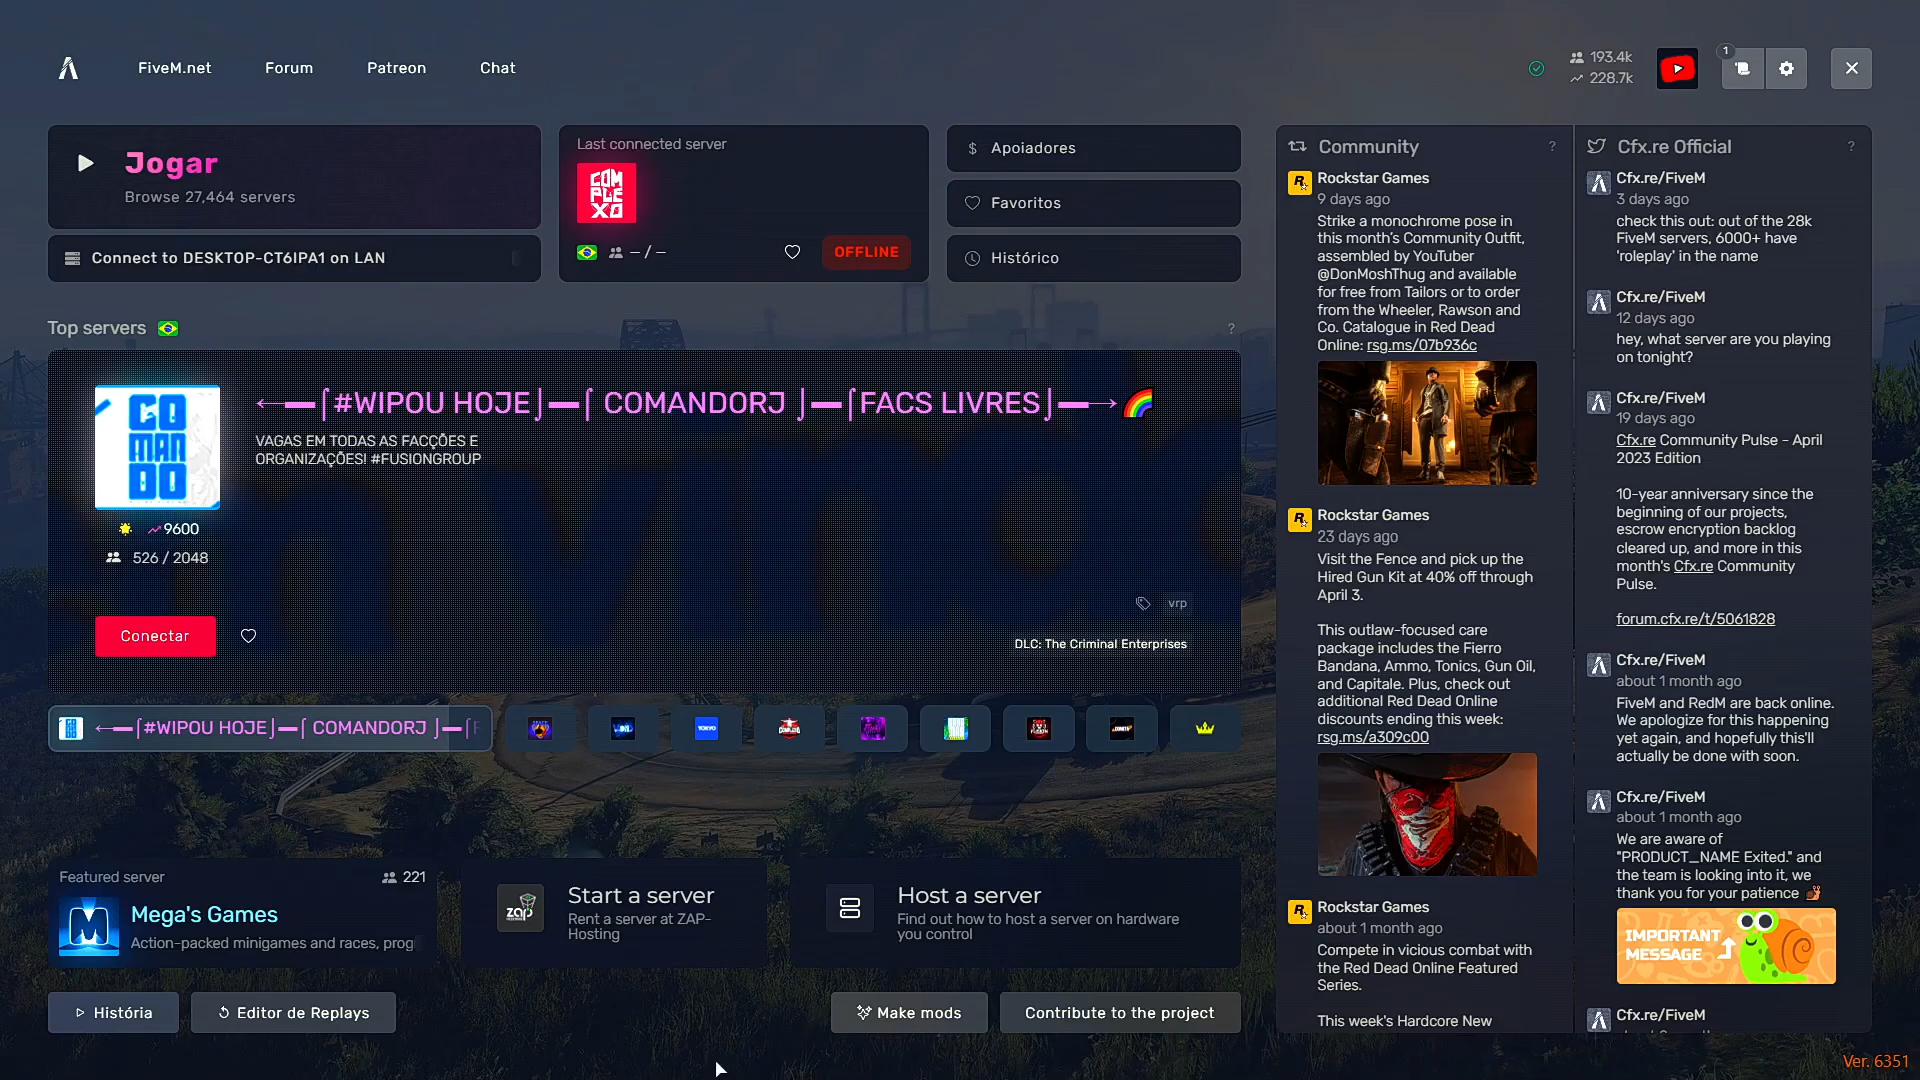 FiveM.net
Forum
Patreon
Chat
193.4k
228.7k
1
Jogar
Browse 27,464 servers
Connect to DESKTOP-CT6IPA1 on LAN
Last connected server
COMPLEXO
– / –
OFFLINE
$ Apoiadores
Favoritos
Histórico
Top servers
?
COMANDO
←▬⌠#WIPOU HOJE⌡▬⌠ COMANDORJ ⌡▬⌠FACS LIVRES⌡▬→🌈
VAGAS EM TODAS AS FACÇÕES E
ORGANIZAÇÕES! #FUSIONGROUP
9600
526 / 2048
Conectar
vrp
DLC: The Criminal Enterprises
←▬⌠#WIPOU HOJE⌡▬⌠ COMANDORJ ⌡▬⌠F
TOKYO
Featured server
221
Mega's Games
Action-packed minigames and races, prog
zap
Start a server
Rent a server at ZAP-
Hosting
Host a server
Find out how to host a server on hardware
you control
História
Editor de Replays
Make mods
Contribute to the project
Community
?
Rockstar Games
9 days ago
Strike a monochrome pose in
this month's Community Outfit,
assembled by YouTuber
@DonMoshThug and available
for free from Tailors or to order
from the Wheeler, Rawson and
Co. Catalogue in Red Dead
Online: rsg.ms/07b936c
Rockstar Games
23 days ago
Visit the Fence and pick up the
Hired Gun Kit at 40% off through
April 3.
This outlaw-focused care
package includes the Fierro
Bandana, Ammo, Tonics, Gun Oil,
and Capitale. Plus, check out
additional Red Dead Online
discounts ending this week:
rsg.ms/a309c00
Rockstar Games
about 1 month ago
Compete in vicious combat with
the Red Dead Online Featured
Series.
This week's Hardcore New
Cfx.re Official
?
Cfx.re/FiveM
3 days ago
check this out: out of the 28k
FiveM servers, 6000+ have
'roleplay' in the name
Cfx.re/FiveM
12 days ago
hey, what server are you playing
on tonight?
Cfx.re/FiveM
19 days ago
Cfx.re Community Pulse - April
2023 Edition
10-year anniversary since the
beginning of our projects,
escrow encryption backlog
cleared up, and more in this
month's Cfx.re Community
Pulse.
forum.cfx.re/t/5061828
Cfx.re/FiveM
about 1 month ago
FiveM and RedM are back online.
We apologize for this happening
yet again, and hopefully this'll
actually be done with soon.
Cfx.re/FiveM
about 1 month ago
We are aware of
"PRODUCT_NAME Exited." and
the team is looking into it, we
thank you for your patience 🐌
IMPORTANT
MESSAGE
Cfx.re/FiveM
Ver. 6351